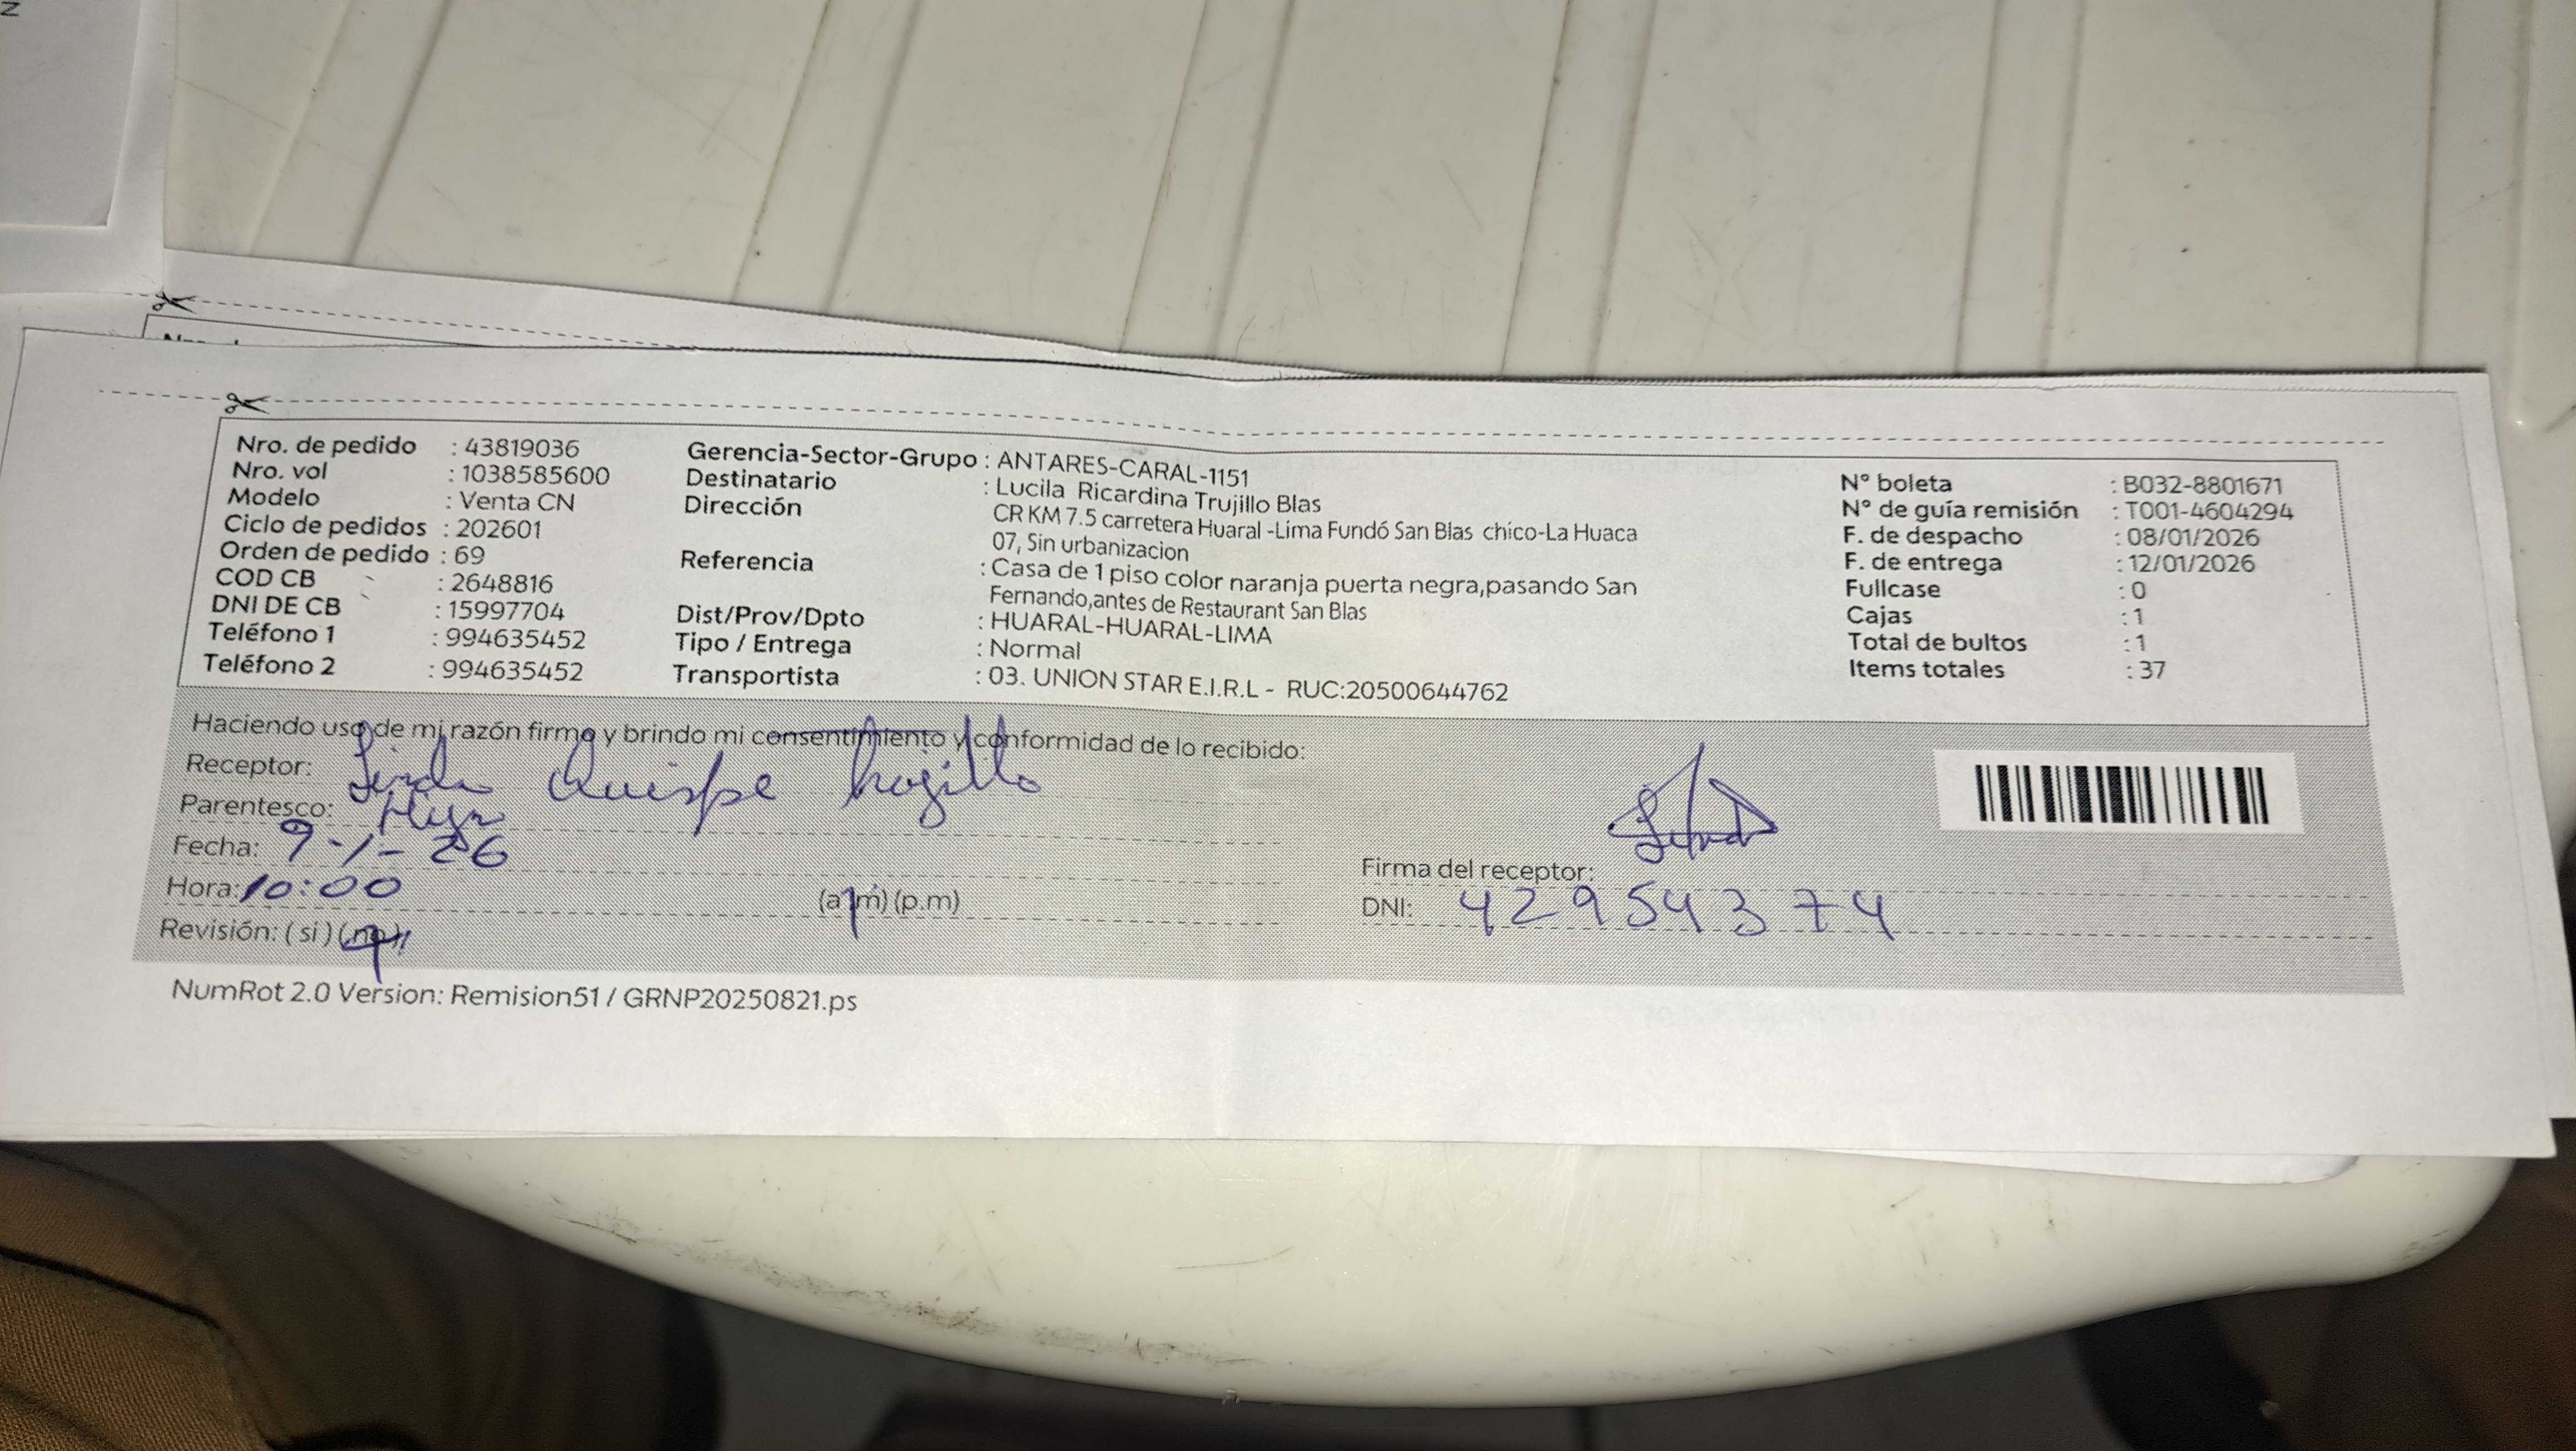 Nro. de pedido : 43819036
Nro. vol : 1038585600
Modelo : Venta CN
Ciclo de pedidos : 202601
Orden de pedido : 69
COD CB : 2648816
DNI DE CB : 15997704
Teléfono 1 : 994635452
Teléfono 2 : 994635452
Gerencia-Sector-Grupo : ANTARES-CARAL-1151
Destinatario : Lucila Ricardina Trujillo Blas
Dirección CR KM 7.5 carretera Huaral -Lima Fundó San Blas chico-La Huaca
07, Sin urbanizacion
Referencia : Casa de 1 piso color naranja puerta negra,pasando San
Fernando,antes de Restaurant San Blas
Dist/Prov/Dpto : HUARAL-HUARAL-LIMA
Tipo / Entrega : Normal
Transportista : 03. UNION STAR E.I.R.L - RUC:20500644762
N° boleta : B032-8801671
N° de guía remisión : T001-4604294
F. de despacho : 08/01/2026
F. de entrega : 12/01/2026
Fullcase : 0
Cajas : 1
Total de bultos : 1
Items totales : 37
Haciendo uso de mi razón firmo y brindo mi consentimiento y conformidad de lo recibido:
Receptor: Linda Quispe Trujillo
Parentesco: Hija
Fecha: 9-1-26
Hora: 10:00 (a.m) (p.m)
Revisión: ( si ) ( no )
Firma del receptor:
DNI: 42954374
NumRot 2.0 Version: Remision51 / GRNP20250821.ps